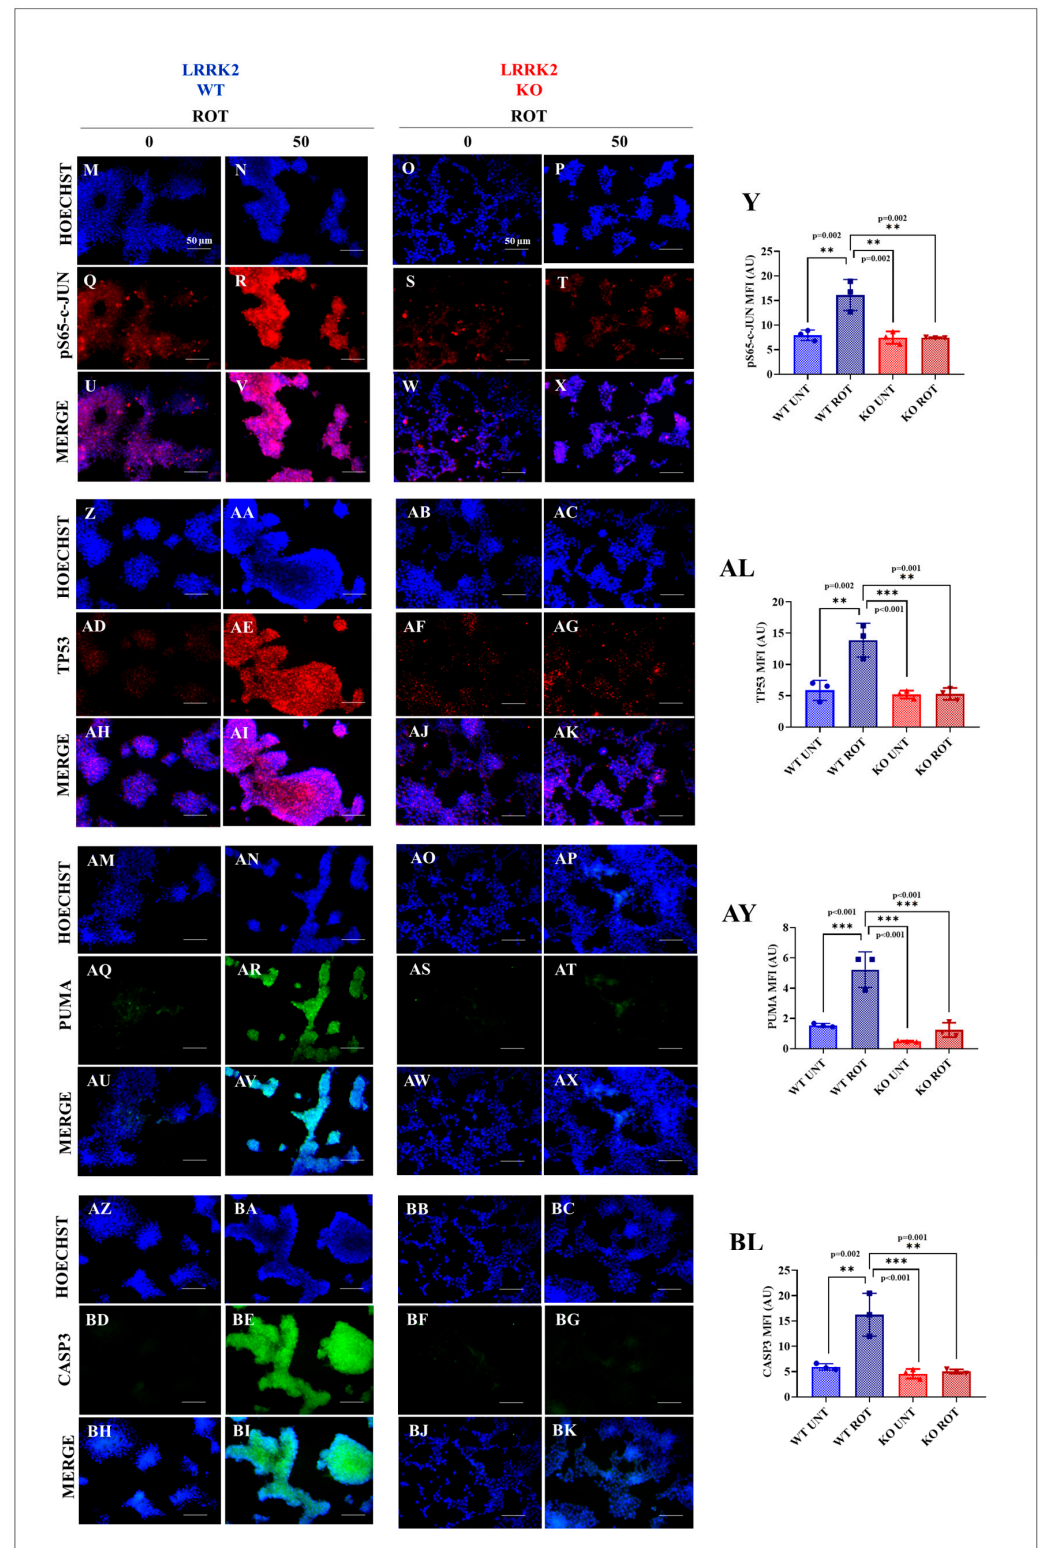 LRRK2
WT
LRRK2
KO
ROT
ROT
0
50
0
50
HOECHST
M
N
O
P
50 µm
50 µm
pS65-c-JUN
Q
R
S
T
MERGE
U
V
W
X
Y
p=0.002
**
p=0.002
**
**
p=0.002
pS65-c-JUN MFI (AU)
25
20
15
10
5
0
WT UNT
WT ROT
KO UNT
KO ROT
HOECHST
Z
AA
AB
AC
TP53
AD
AE
AF
AG
MERGE
AH
AI
AJ
AK
AL
p=0.001
**
p=0.002
***
**
p<0.001
TP53 MFI (AU)
20
15
10
5
0
WT UNT
WT ROT
KO UNT
KO ROT
HOECHST
AM
AN
AO
AP
PUMA
AQ
AR
AS
AT
MERGE
AU
AV
AW
AX
AY
p<0.001
***
p<0.001
***
***
p<0.001
PUMA MFI (AU)
8
6
4
2
0
WT UNT
WT ROT
KO UNT
KO ROT
HOECHST
AZ
BA
BB
BC
CASP3
BD
BE
BF
BG
MERGE
BH
BI
BJ
BK
BL
p=0.001
**
p=0.002
***
**
p<0.001
CASP3 MFI (AU)
25
20
15
10
5
0
WT UNT
WT ROT
KO UNT
KO ROT